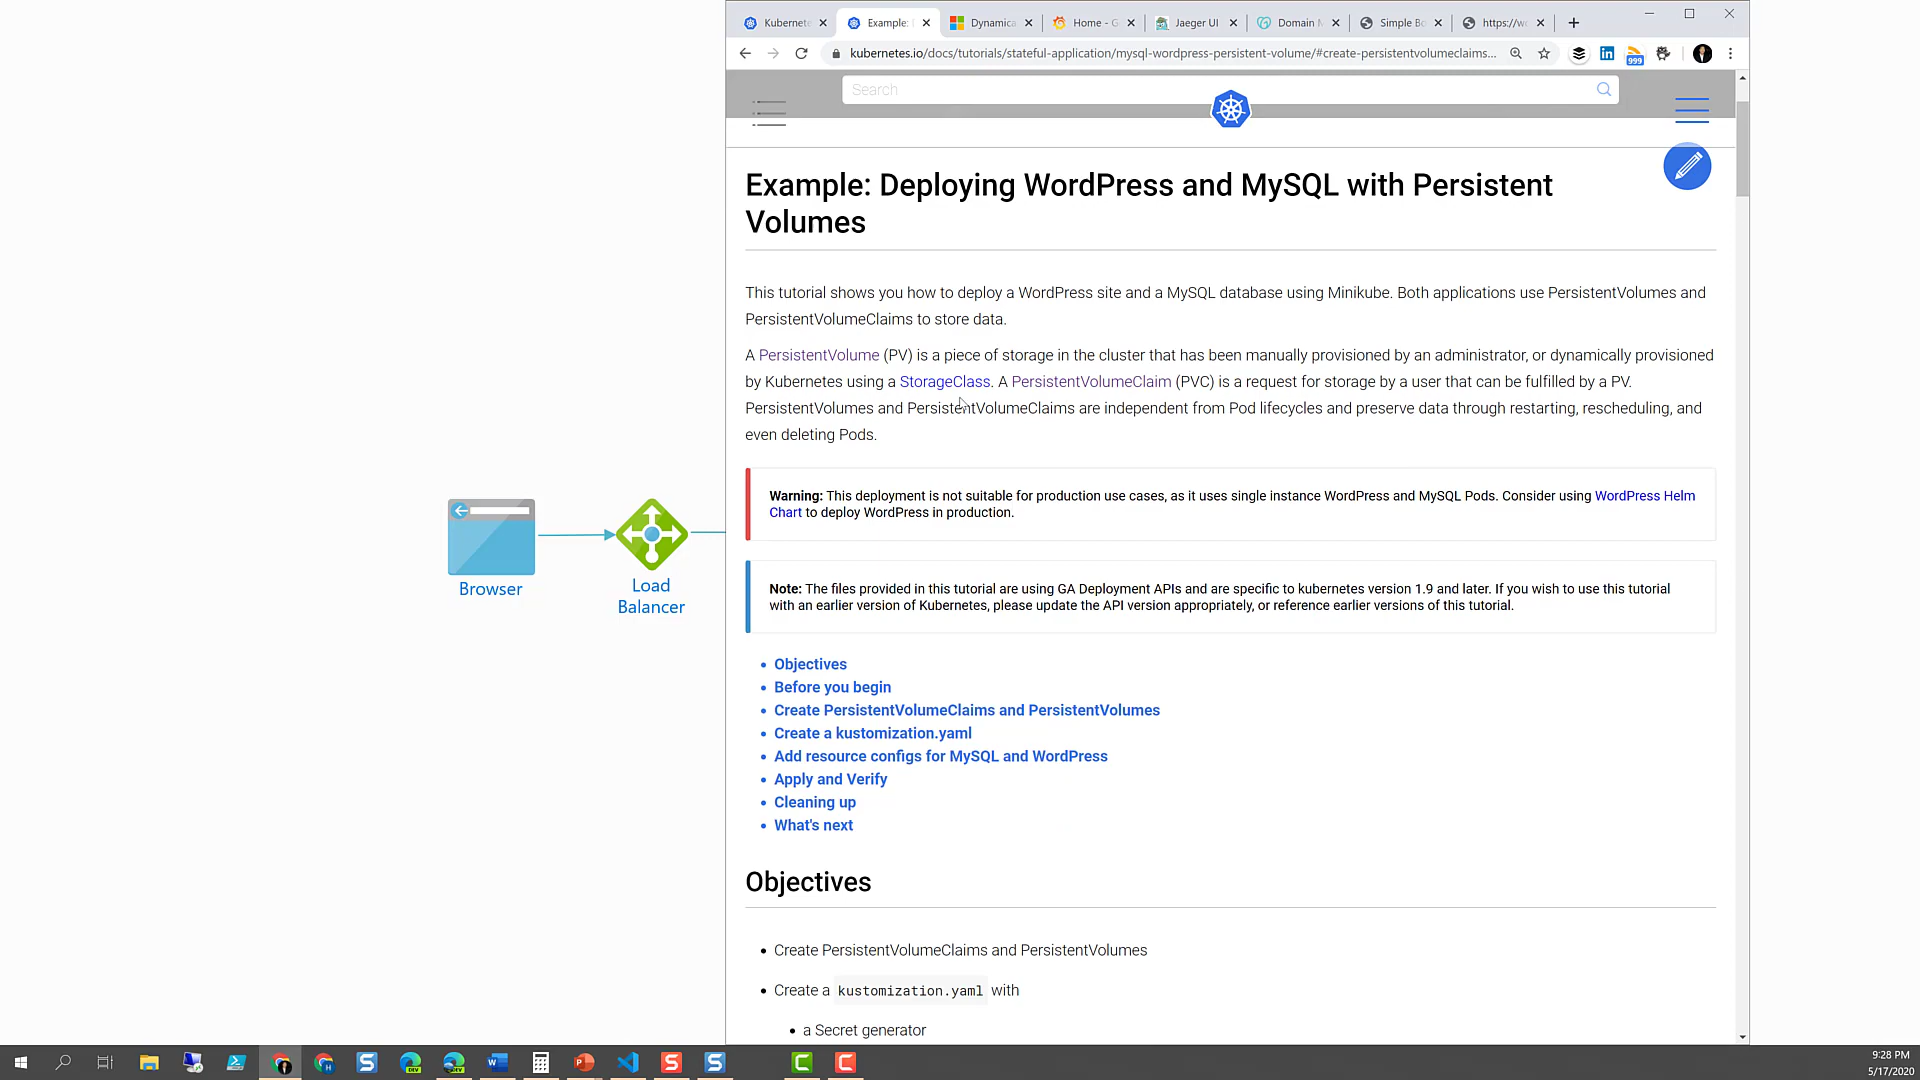 Kubernete
Example:
Dynamica
Home - G
Jaeger UI
Domain
Simple Bo
https://w
kubernetes.io/docs/tutorials/stateful-application/mysql-wordpress-persistent-volume/#create-persistentvolumeclaims...
999
Search
Example: Deploying WordPress and MySQL with Persistent
Volumes
This tutorial shows you how to deploy a WordPress site and a MySQL database using Minikube. Both applications use PersistentVolumes and
PersistentVolumeClaims to store data.
A PersistentVolume (PV) is a piece of storage in the cluster that has been manually provisioned by an administrator, or dynamically provisioned
by Kubernetes using a StorageClass. A PersistentVolumeClaim (PVC) is a request for storage by a user that can be fulfilled by a PV.
PersistentVolumes and PersistentVolumeClaims are independent from Pod lifecycles and preserve data through restarting, rescheduling, and
even deleting Pods.
Warning: This deployment is not suitable for production use cases, as it uses single instance WordPress and MySQL Pods. Consider using WordPress Helm
Chart to deploy WordPress in production.
Note: The files provided in this tutorial are using GA Deployment APIs and are specific to kubernetes version 1.9 and later. If you wish to use this tutorial
with an earlier version of Kubernetes, please update the API version appropriately, or reference earlier versions of this tutorial.
• Objectives
• Before you begin
• Create PersistentVolumeClaims and PersistentVolumes
• Create a kustomization.yaml
• Add resource configs for MySQL and WordPress
• Apply and Verify
• Cleaning up
• What's next
Objectives
• Create PersistentVolumeClaims and PersistentVolumes
• Create a kustomization.yaml with
• a Secret generator
Browser
Load
Balancer
9:28 PM
5/17/2020